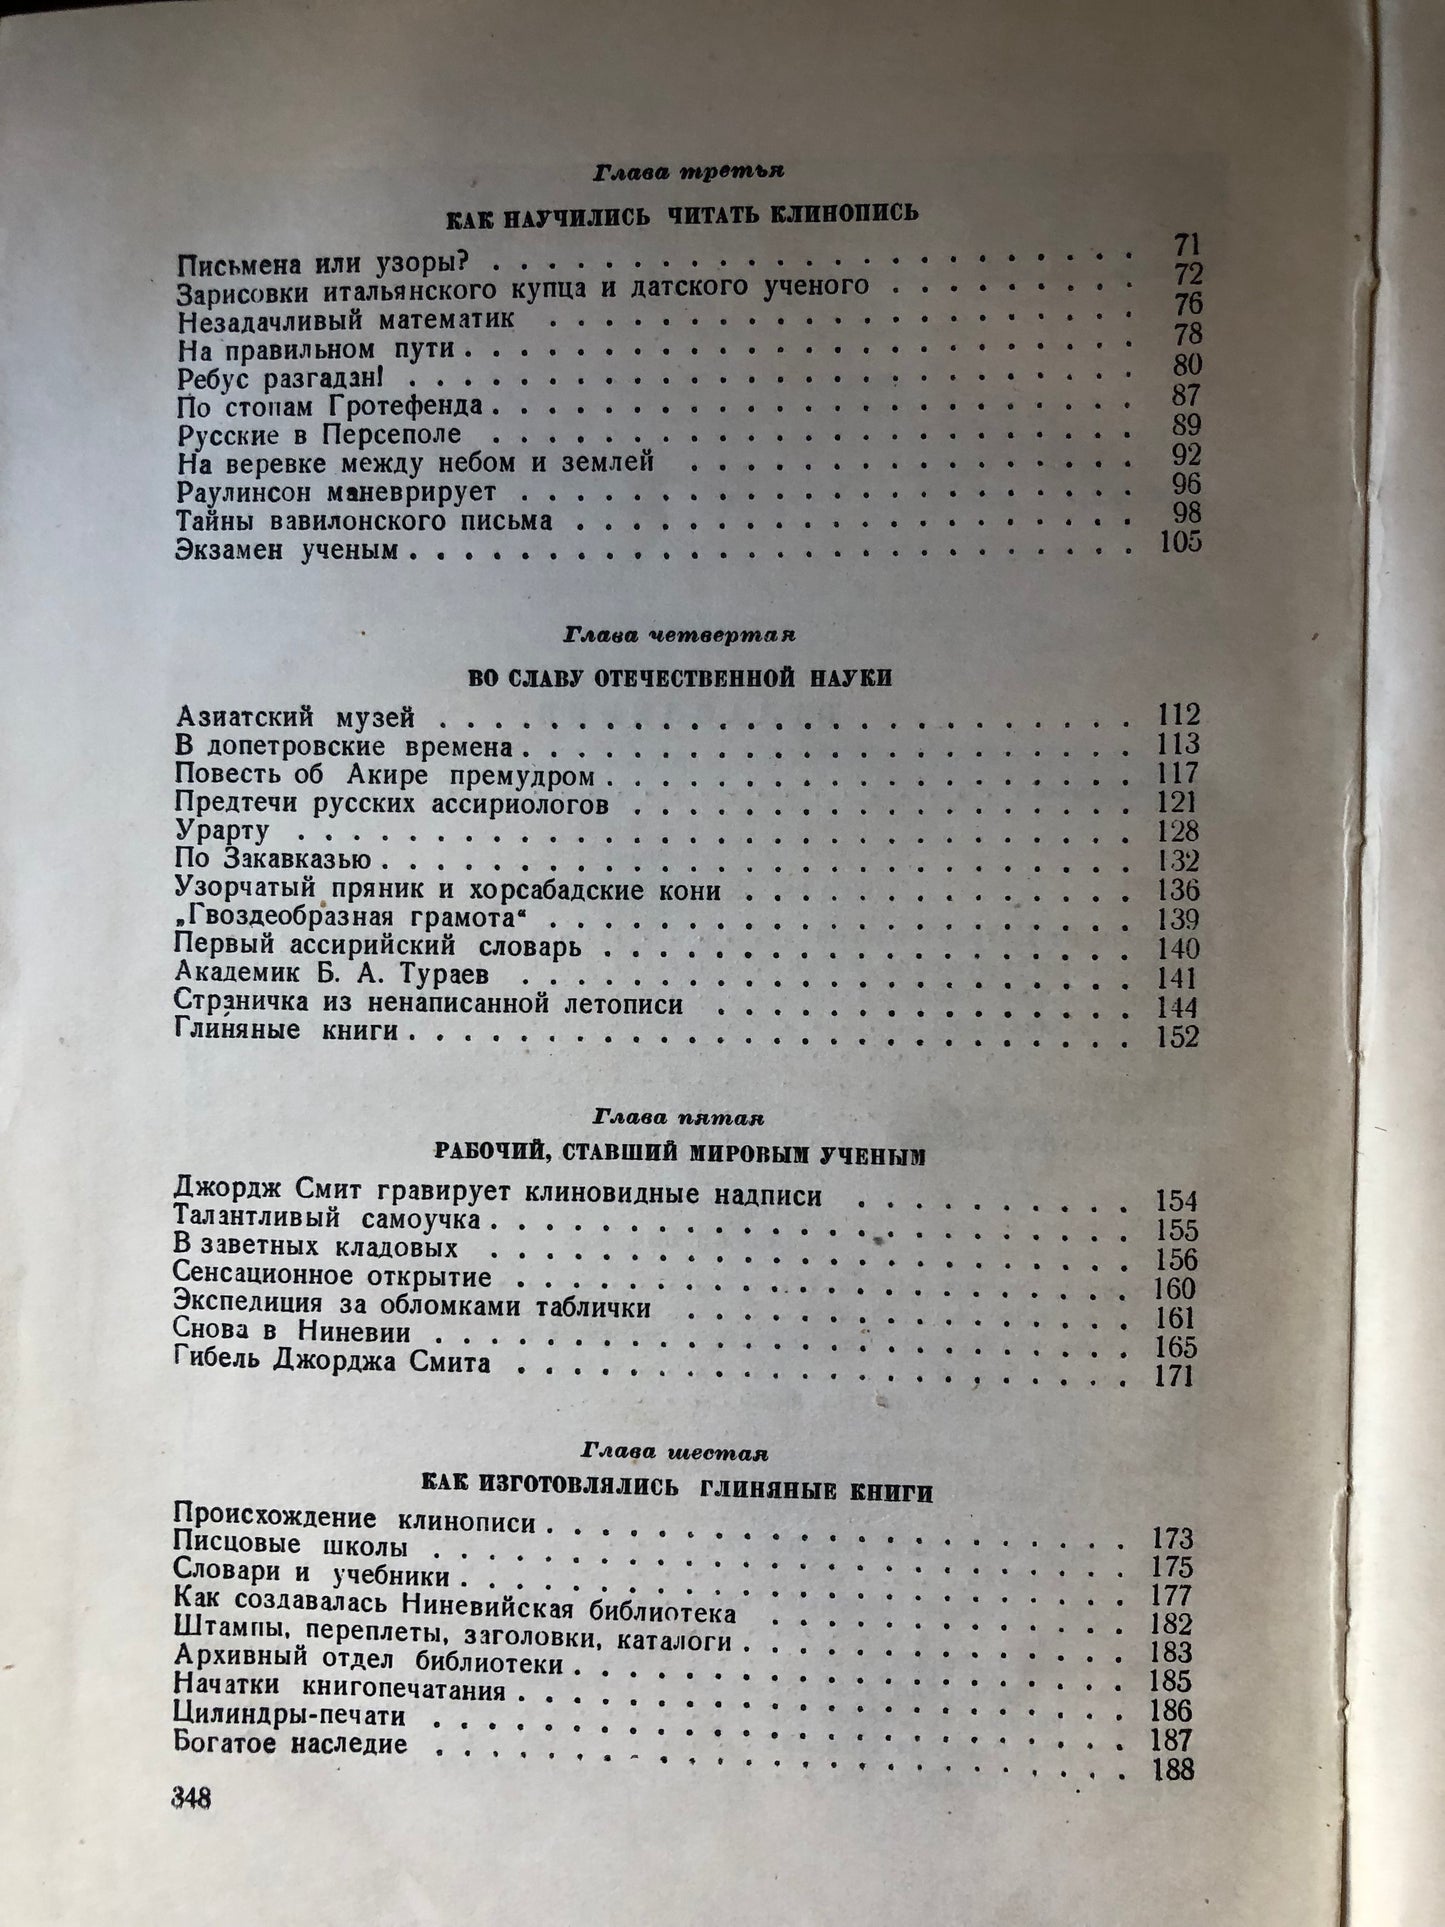 Глава третья
КАК НАУЧИЛИСЬ ЧИТАТЬ КЛИНОПИСЬ
Письмена или узоры? . . . . . . . . . . . . . . . . . . . . . . . 71
Зарисовки итальянского купца и датского ученого . . . . . . . . . 72
Незадачливый математик . . . . . . . . . . . . . . . . . . . . . 76
На правильном пути . . . . . . . . . . . . . . . . . . . . . . . . 78
Ребус разгадан! . . . . . . . . . . . . . . . . . . . . . . . . . . 80
По стопам Гротефенда . . . . . . . . . . . . . . . . . . . . . . . 87
Русские в Персеполе . . . . . . . . . . . . . . . . . . . . . . . 89
На веревке между небом и землей . . . . . . . . . . . . . . . . 92
Раулинсон маневрирует . . . . . . . . . . . . . . . . . . . . . . 96
Тайны вавилонского письма . . . . . . . . . . . . . . . . . . . . 98
Экзамен ученым . . . . . . . . . . . . . . . . . . . . . . . . . . 105
Глава четвертая
ВО СЛАВУ ОТЕЧЕСТВЕННОЙ НАУКИ
Азиатский музей . . . . . . . . . . . . . . . . . . . . . . . . . 112
В допетровские времена . . . . . . . . . . . . . . . . . . . . . . 113
Повесть об Акире премудром . . . . . . . . . . . . . . . . . . . 117
Предтечи русских ассириологов . . . . . . . . . . . . . . . . . . 121
Урарту . . . . . . . . . . . . . . . . . . . . . . . . . . . . . . 128
По Закавказью . . . . . . . . . . . . . . . . . . . . . . . . . . . 132
Узорчатый пряник и хорсабадские кони . . . . . . . . . . . . . . 136
„Гвоздеобразная грамота“ . . . . . . . . . . . . . . . . . . . . . 139
Первый ассирийский словарь . . . . . . . . . . . . . . . . . . . 140
Академик Б. А. Тураев . . . . . . . . . . . . . . . . . . . . . . 141
Страничка из ненаписанной летописи . . . . . . . . . . . . . . . 144
Глиняные книги . . . . . . . . . . . . . . . . . . . . . . . . . . 152
Глава пятая
РАБОЧИЙ, СТАВШИЙ МИРОВЫМ УЧЕНЫМ
Джордж Смит гравирует клиновидные надписи . . . . . . . . . . 154
Талантливый самоучка . . . . . . . . . . . . . . . . . . . . . . . 155
В заветных кладовых . . . . . . . . . . . . . . . . . . . . . . . 156
Сенсационное открытие . . . . . . . . . . . . . . . . . . . . . . 160
Экспедиция за обломками таблички . . . . . . . . . . . . . . . . 161
Снова в Ниневии . . . . . . . . . . . . . . . . . . . . . . . . . 165
Гибель Джорджа Смита . . . . . . . . . . . . . . . . . . . . . . 171
Глава шестая
КАК ИЗГОТОВЛЯЛИСЬ ГЛИНЯНЫЕ КНИГИ
Происхождение клинописи . . . . . . . . . . . . . . . . . . . . . 173
Писцовые школы . . . . . . . . . . . . . . . . . . . . . . . . . 175
Словари и учебники . . . . . . . . . . . . . . . . . . . . . . . . 177
Как создавалась Ниневийская библиотека . . . . . . . . . . . . . 182
Штампы, переплеты, заголовки, каталоги . . . . . . . . . . . . . . 183
Архивный отдел библиотеки . . . . . . . . . . . . . . . . . . . . 185
Начатки книгопечатания . . . . . . . . . . . . . . . . . . . . . . 186
Цилиндры-печати . . . . . . . . . . . . . . . . . . . . . . . . . 187
Богатое наследие . . . . . . . . . . . . . . . . . . . . . . . . . 188
348